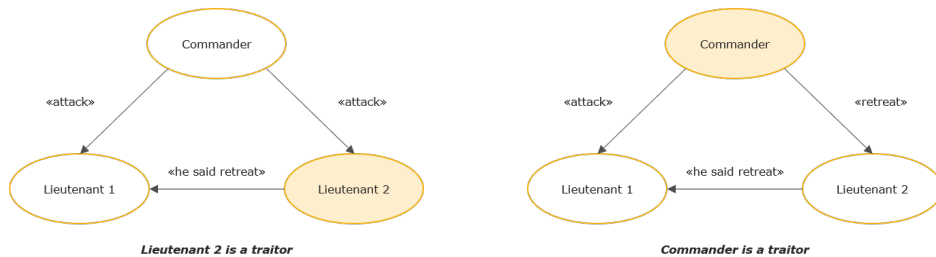 Commander
«attack»
«attack»
Lieutenant 1
«he said retreat»
Lieutenant 2
Lieutenant 2 is a traitor
Commander
«attack»
«retreat»
Lieutenant 1
«he said retreat»
Lieutenant 2
Commander is a traitor